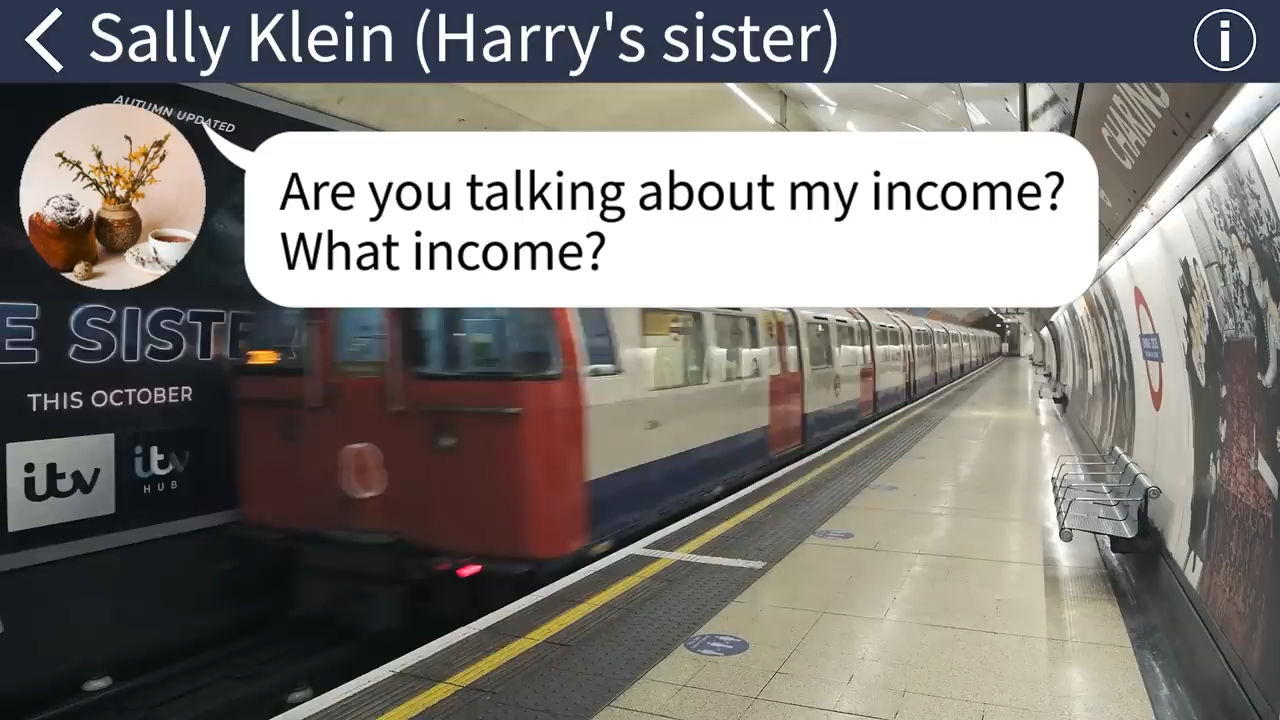 Sally Klein (Harry's sister)
AUTUMN UPDATED
Are you talking about my income?
What income?
CHARING
E SISTE
THIS OCTOBER
itv
itv
HUB